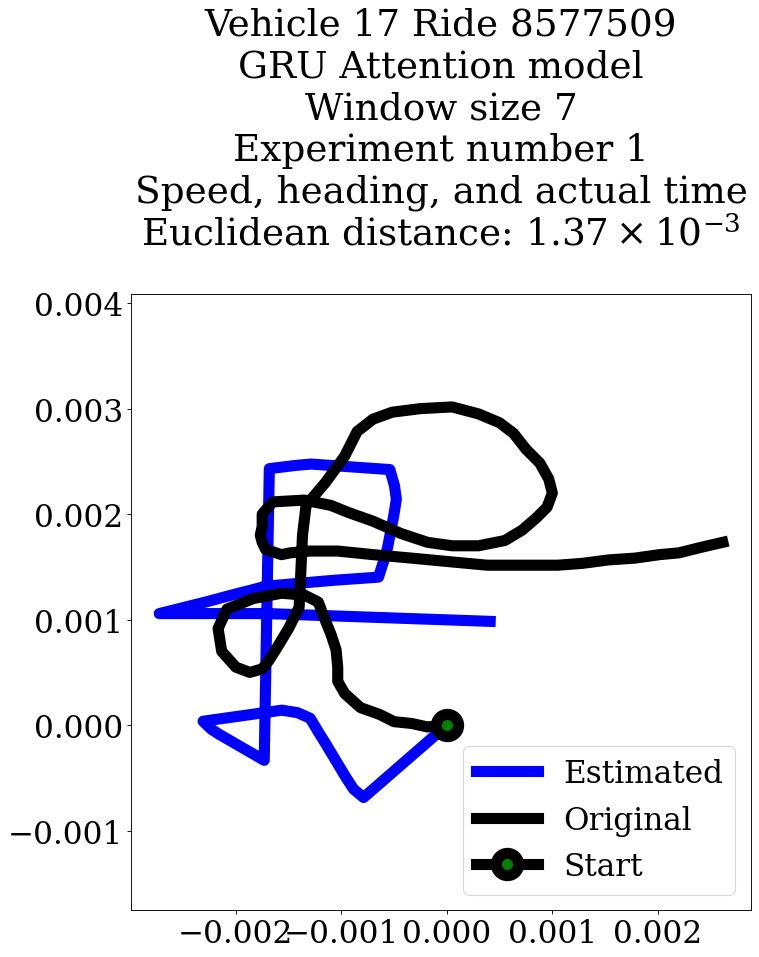 Vehicle 17 Ride 8577509
GRU Attention model
Window size 7
Experiment number 1
Speed, heading, and actual time
Euclidean distance: 1.37 × 10⁻³
0.004
0.003
0.002
0.001
0.000
−0.001
Estimated
Original
Start
−0.002 −0.001 0.000 0.001 0.002